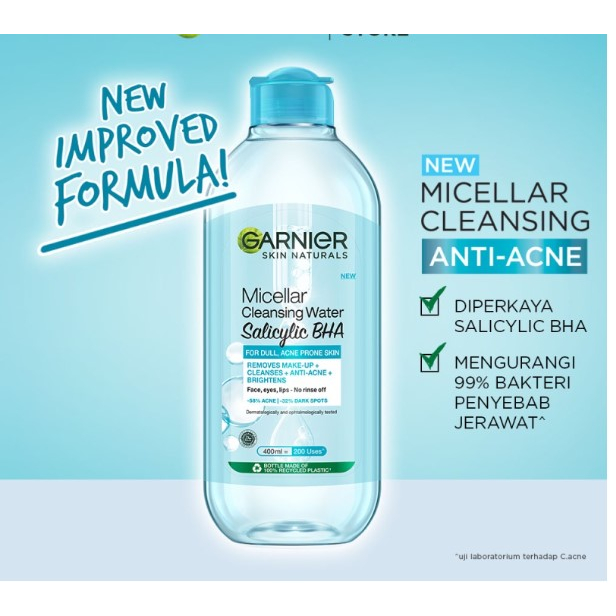 NEW
IMPROVED
FORMULA!
GARNIER
SKIN NATURALS
NEW
Micellar
Cleansing Water
Salicylic BHA
FOR DULL, ACNE PRONE SKIN
REMOVES MAKE-UP +
CLEANSES + ANTI-ACNE +
BRIGHTENS
Face, eyes, lips - No rinse off
Dermatologically and ophtalmologically tested
400ml = 200 Uses*
BOTTLE MADE OF
100% RECYCLED PLASTIC†
NEW
MICELLAR
CLEANSING
ANTI-ACNE
DIPERKAYA
SALICYLIC BHA
MENGURANGI
99% BAKTERI
PENYEBAB
JERAWAT^
^uji laboratorium terhadap C.acne